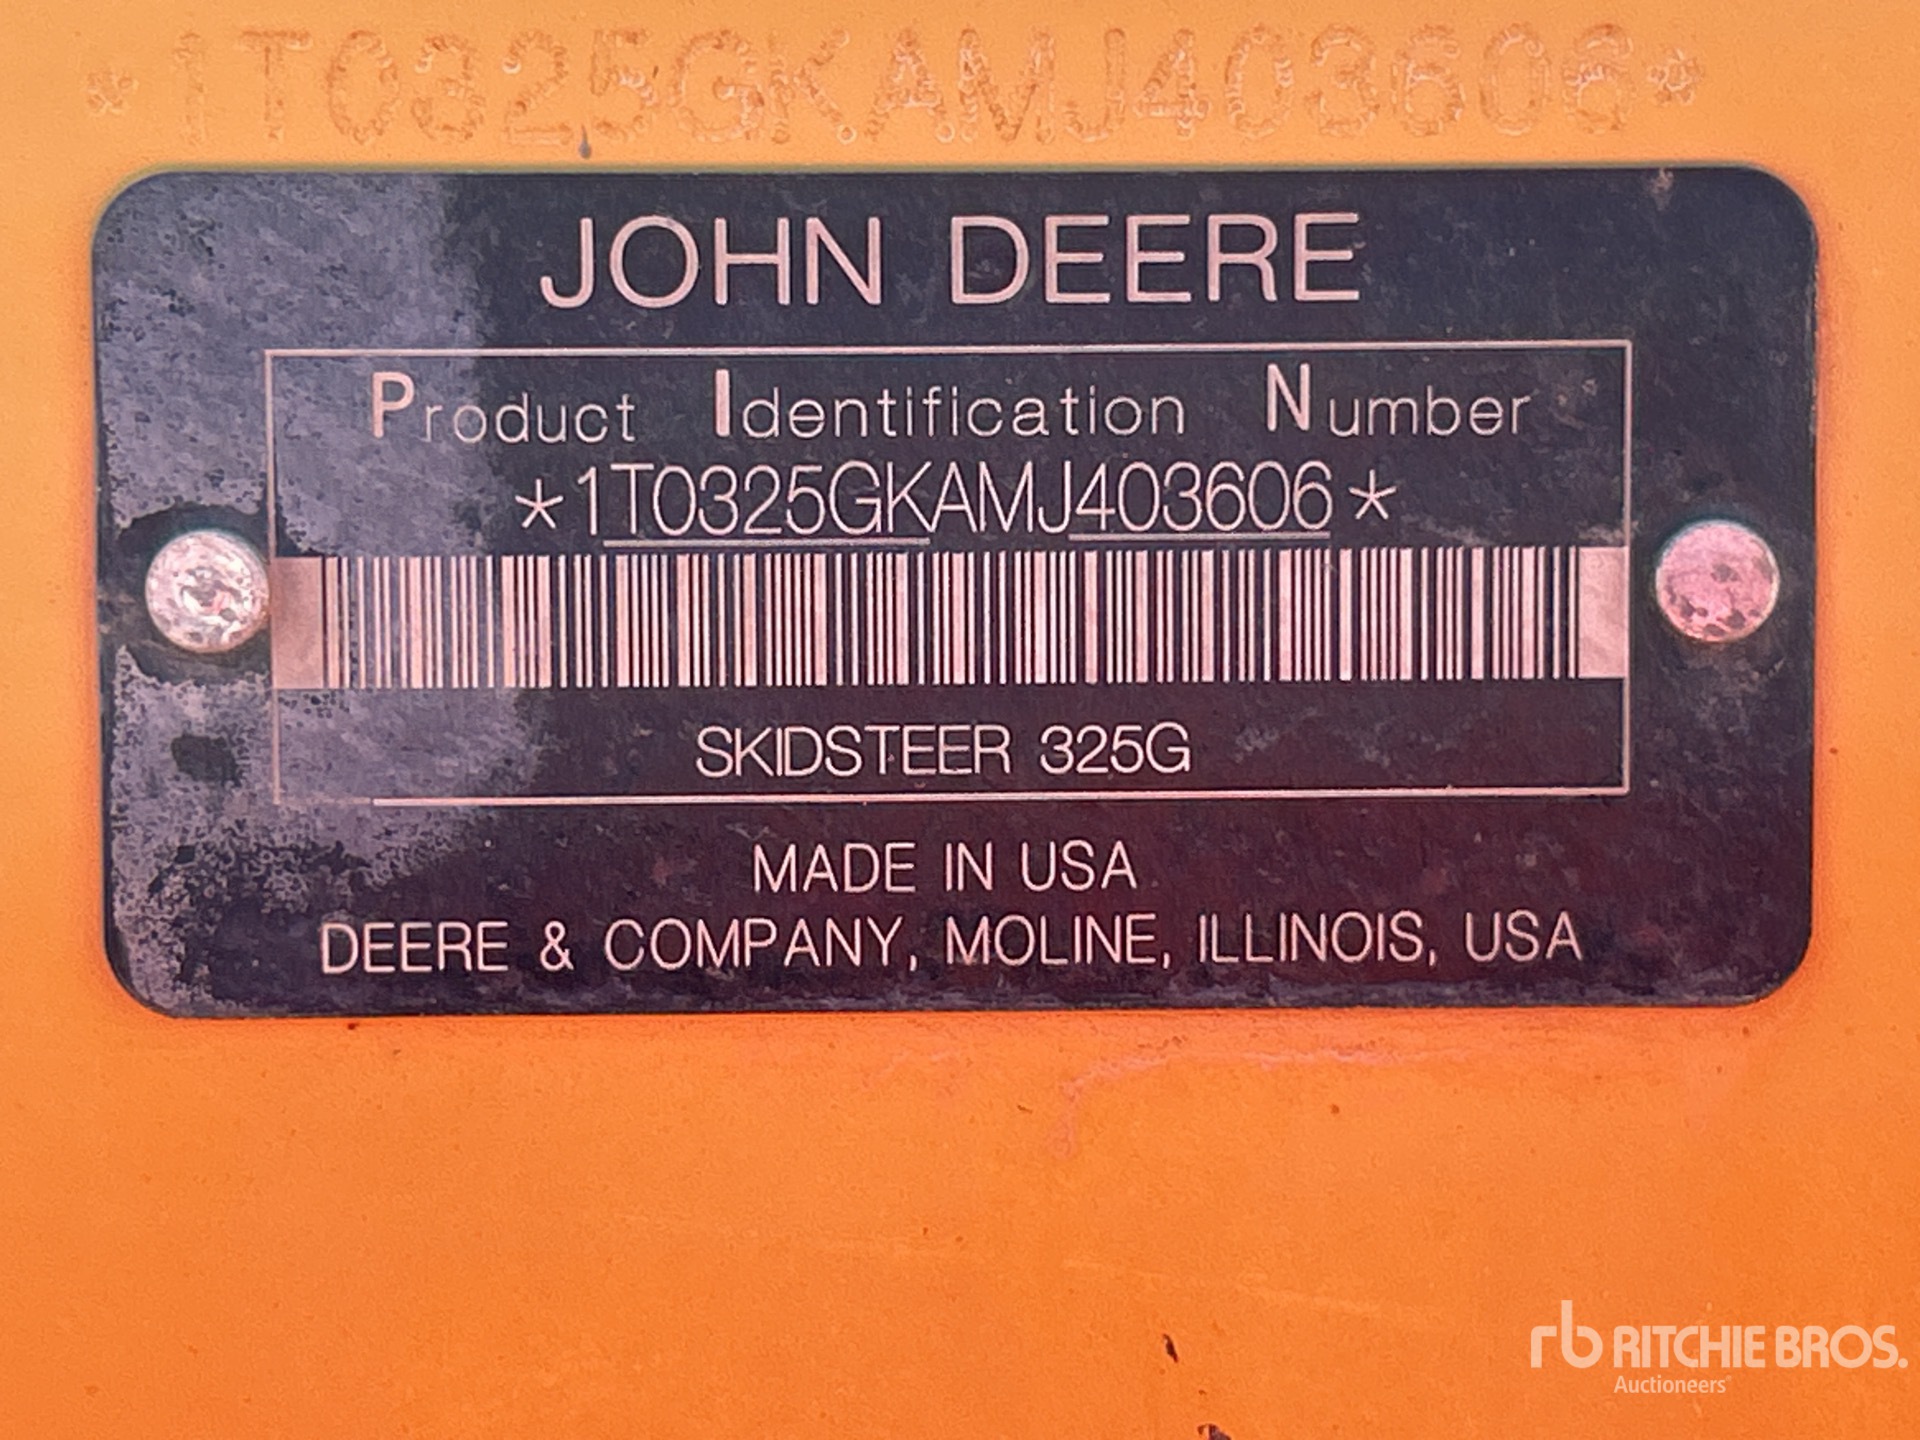 *1T0325GKAMJ403606*
JOHN DEERE
Product Identification Number
*1T0325GKAMJ403606*
SKIDSTEER 325G
MADE IN USA
DEERE & COMPANY, MOLINE, ILLINOIS, USA
rb RITCHIE BROS.
Auctioneers